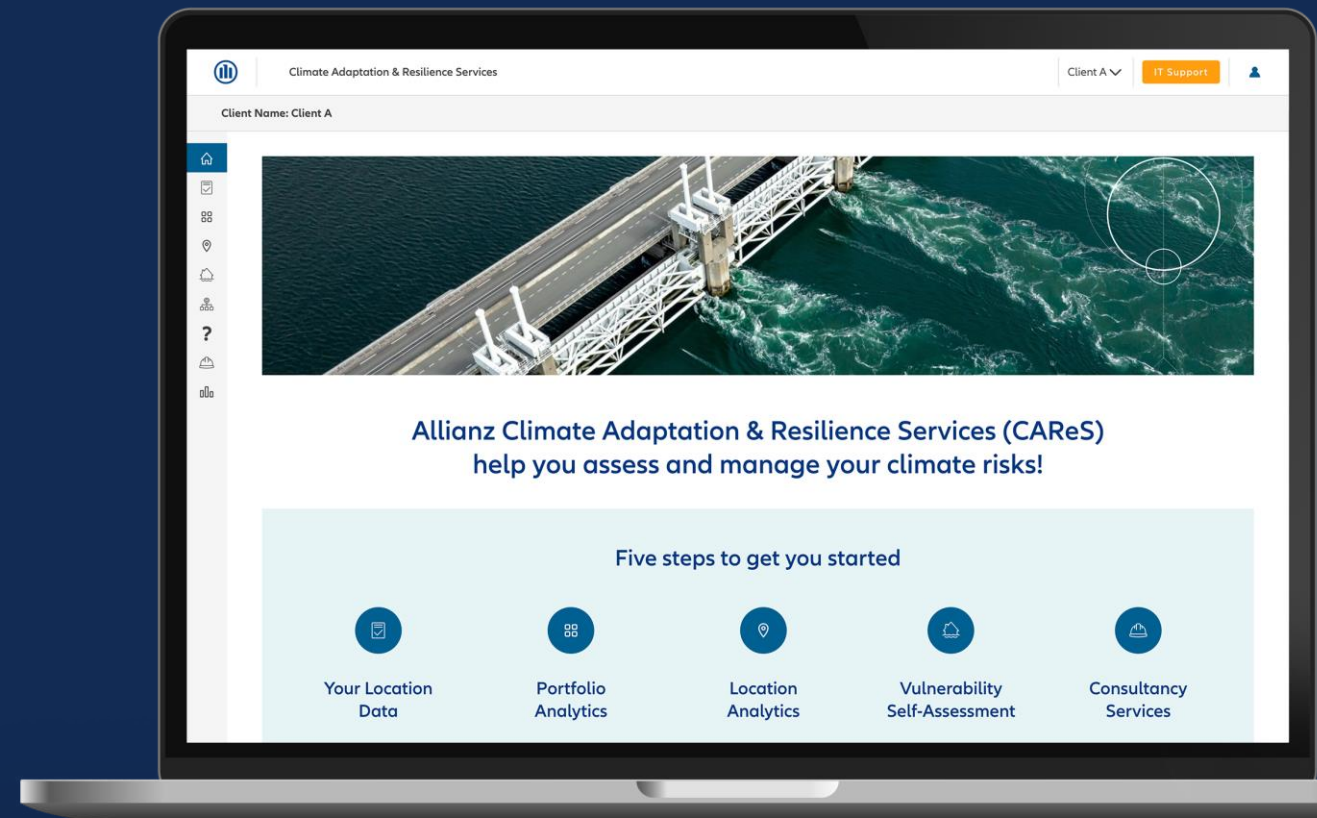 Climate Adaptation & Resilience Services
Client A
IT Support
Client Name: Client A
?
Allianz Climate Adaptation & Resilience Services (CAReS)
help you assess and manage your climate risks!
Five steps to get you started
Your Location
Data
Portfolio
Analytics
Location
Analytics
Vulnerability
Self-Assessment
Consultancy
Services